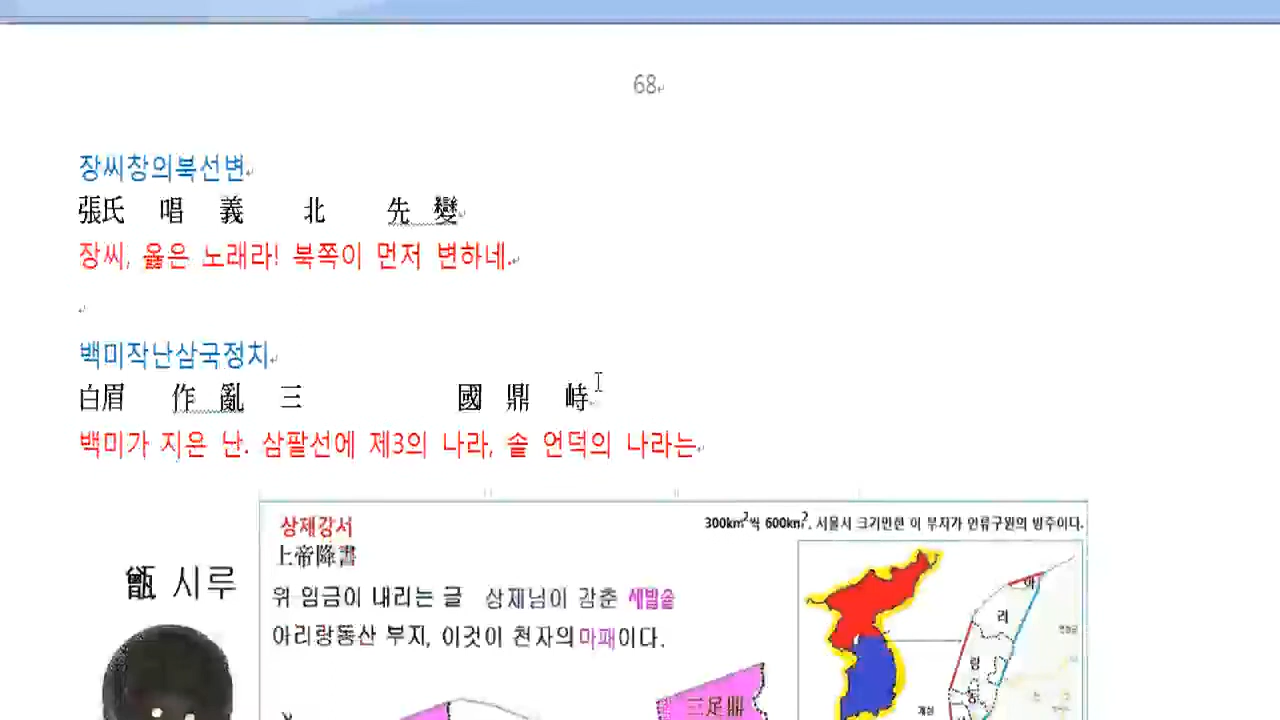 68
장씨창의북선변
張氏 唱 義 北 先 變
장씨, 옳은 노래라! 북쪽이 먼저 변하네.
백미작난삼국정치
白眉 作 亂 三 國 鼎 峙
백미가 지은 난. 삼팔선에 제3의 나라, 솥 언덕의 나라는
상제강서
上帝降書
위 임금이 내리는 글 상제님이 감춘 세발솥
아리랑동산 부지, 이것이 천자의마패이다.
300km²씩 600km². 서울시 크기만한 이 부지가 인류구원의 방주이다.
甑 시루
아
리
랑
동
개성
三足鼎